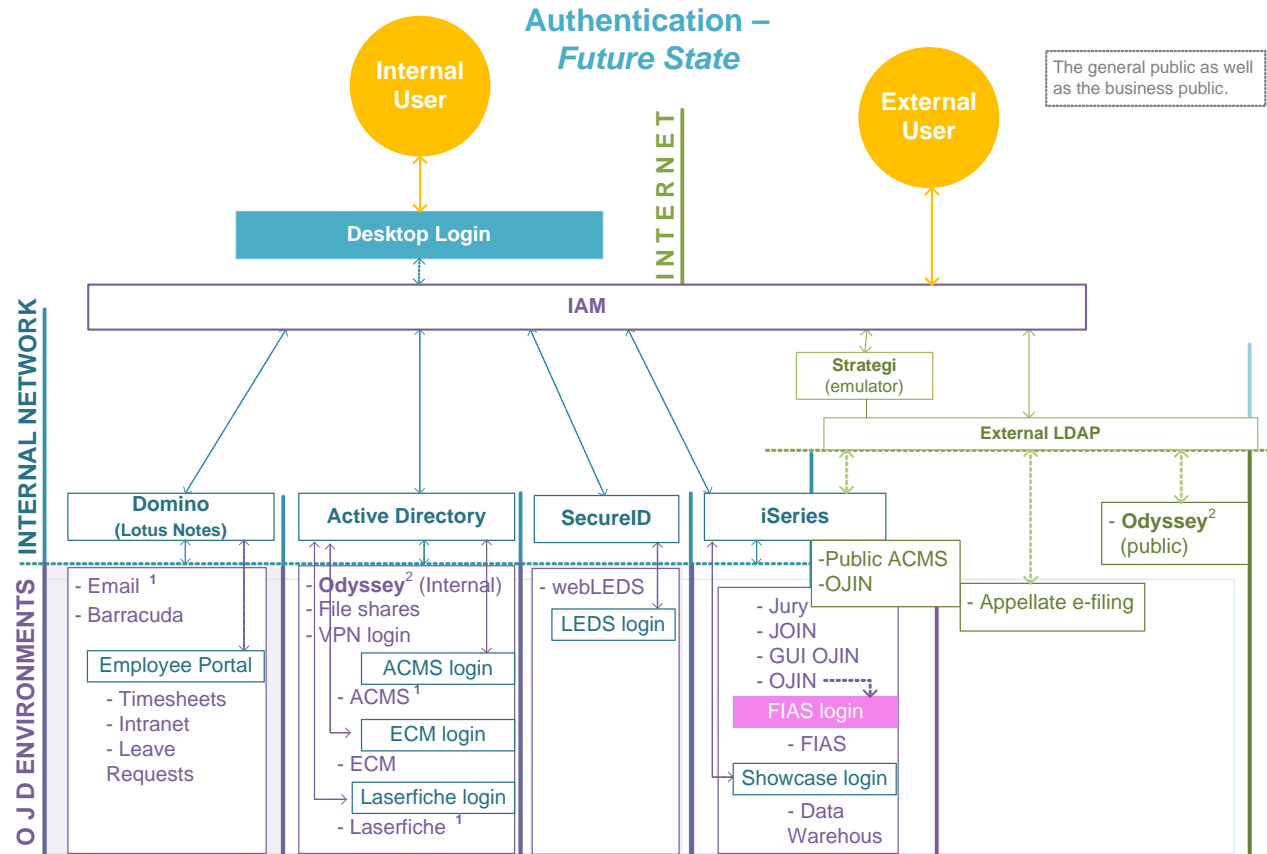 Authentication –
Future State
Internal
User
External
User
The general public as well
as the business public.
INTERNET
Desktop Login
IAM
INTERNAL NETWORK
Strategi
(emulator)
External LDAP
Domino
(Lotus Notes)
Active Directory
SecureID
iSeries
- Odyssey²
(public)
-Public ACMS
-OJIN
- Appellate e-filing
OJD ENVIRONMENTS
- Email ¹
- Barracuda
Employee Portal
- Timesheets
- Intranet
- Leave
Requests
- Odyssey² (Internal)
- File shares
- VPN login
ACMS login
- ACMS¹
ECM login
- ECM
Laserfiche login
- Laserfiche ¹
- webLEDS
LEDS login
- Jury
- JOIN
- GUI OJIN
- OJIN
FIAS login
- FIAS
Showcase login
- Data
Warehous